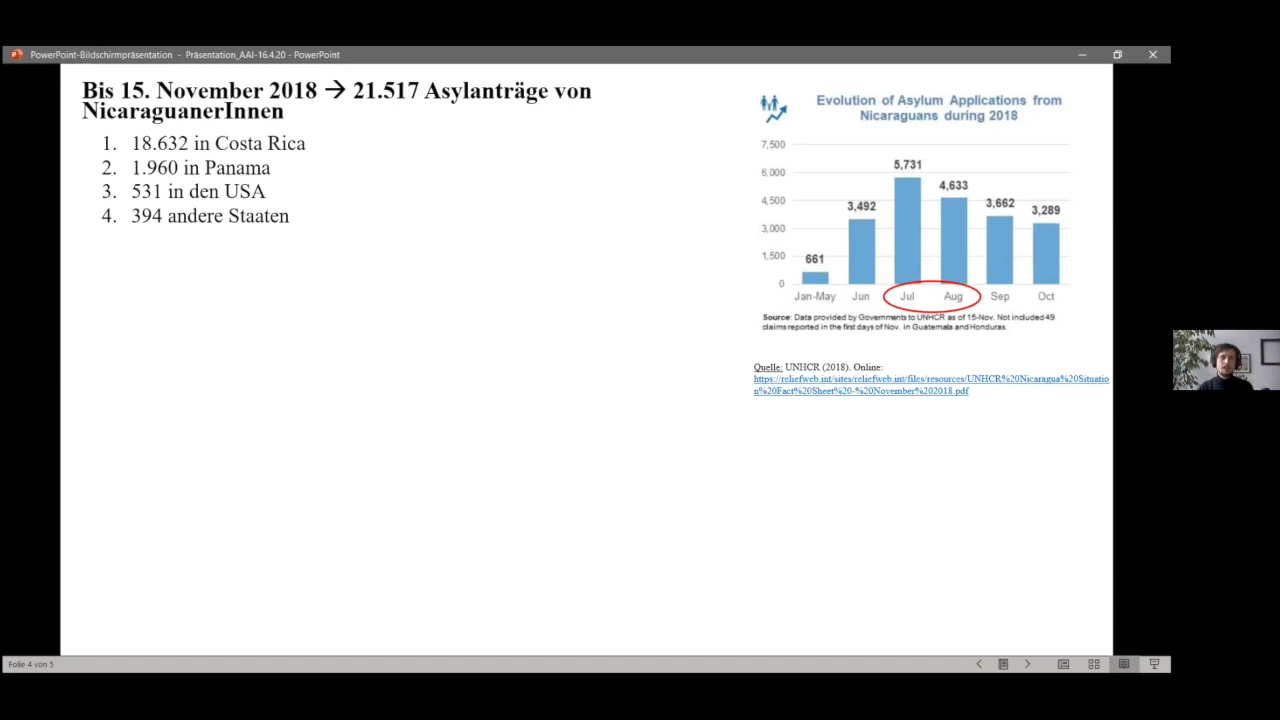 PowerPoint-Bildschirmpräsentation - Präsentation_AAI-16.4.20 - PowerPoint
Bis 15. November 2018 → 21.517 Asylanträge von
NicaraguanerInnen
1. 18.632 in Costa Rica
2. 1.960 in Panama
3. 531 in den USA
4. 394 andere Staaten
Evolution of Asylum Applications from
Nicaraguans during 2018
7,500
6,000
4,500
3,000
1,500
0
661
3,492
5,731
4,633
3,662
3,289
Jan-May Jun Jul Aug Sep Oct
Source: Data provided by Governments to UNHCR as of 15-Nov. Not included 49
claims reported in the first days of Nov. in Guatemala and Honduras.
Quelle: UNHCR (2018). Online:
https://reliefweb.int/sites/reliefweb.int/files/resources/UNHCR%20Nicaragua%20Situatio
n%20Fact%20Sheet%20-%20November%202018.pdf
Folie 4 von 5